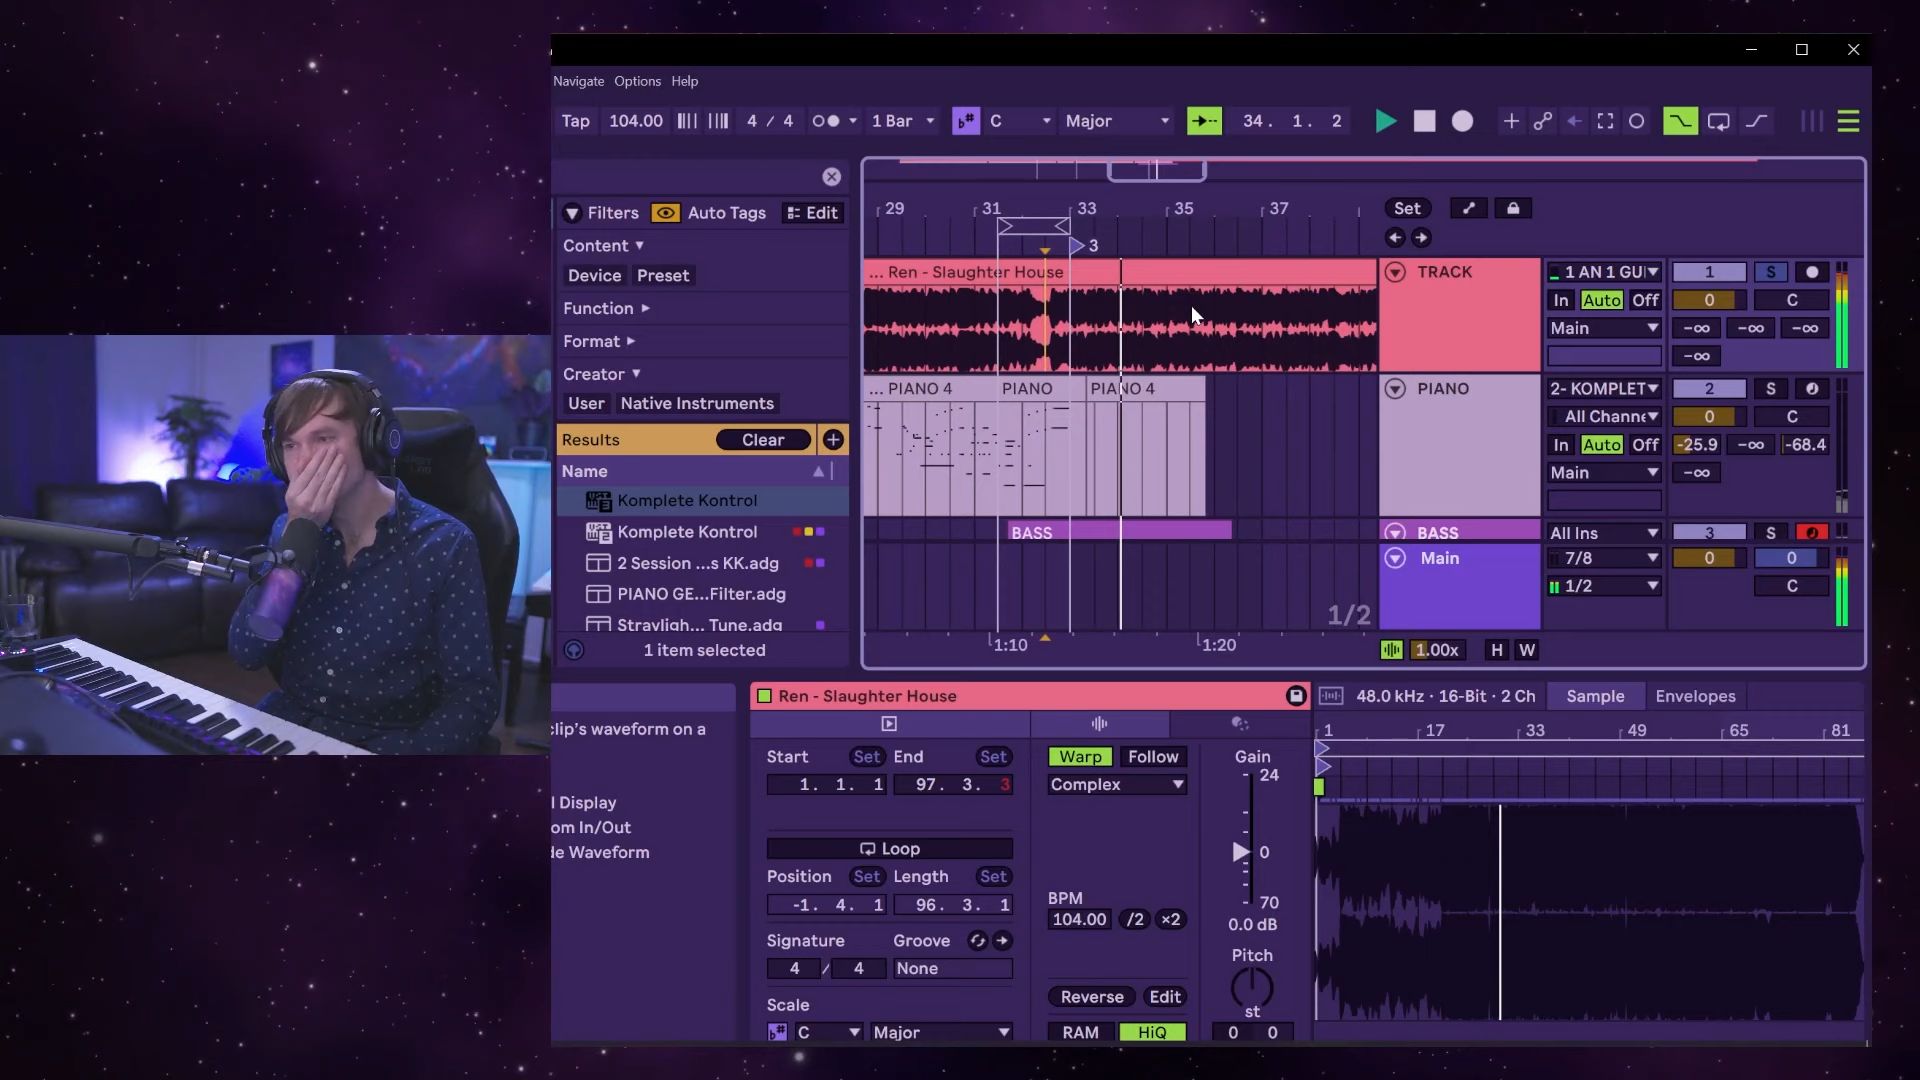 Navigate Options Help
Tap 104.00 4 / 4 1 Bar C Major 34. 1. 2
Filters Auto Tags Edit
Content
Device Preset
Function
Format
Creator
User Native Instruments
Results Clear
Name
Komplete Kontrol
Komplete Kontrol
2 Session ...s KK.adg
PIANO GE...Filter.adg
Stravligh... Tune.adg
1 item selected
29 31 33 35 37
3
Set
... Ren - Slaughter House
TRACK
1 AN 1 GUI 1 S
In Auto Off 0 C
Main -∞ -∞ -∞
-∞
... PIANO 4 PIANO PIANO 4
PIANO
2- KOMPLET 2 S
All Channe 0 C
In Auto Off -25.9 -∞ -68.4
Main -∞
BASS
BASS All Ins 3 S
Main 7/8 0 0
1/2 C
1/2
1:10 1:20
1.00x H W
clip's waveform on a
l Display
om In/Out
de Waveform
Ren - Slaughter House
Start Set End Set
1. 1. 1 97. 3. 3
Loop
Position Set Length Set
-1. 4. 1 96. 3. 1
Signature Groove
4 / 4 None
Scale
C Major
Warp Follow
Complex
BPM
104.00 /2 ×2
Reverse Edit
RAM HiQ
Gain
24
0
70
0.0 dB
Pitch
st
0 0
48.0 kHz · 16-Bit · 2 Ch Sample Envelopes
1 17 33 49 65 81